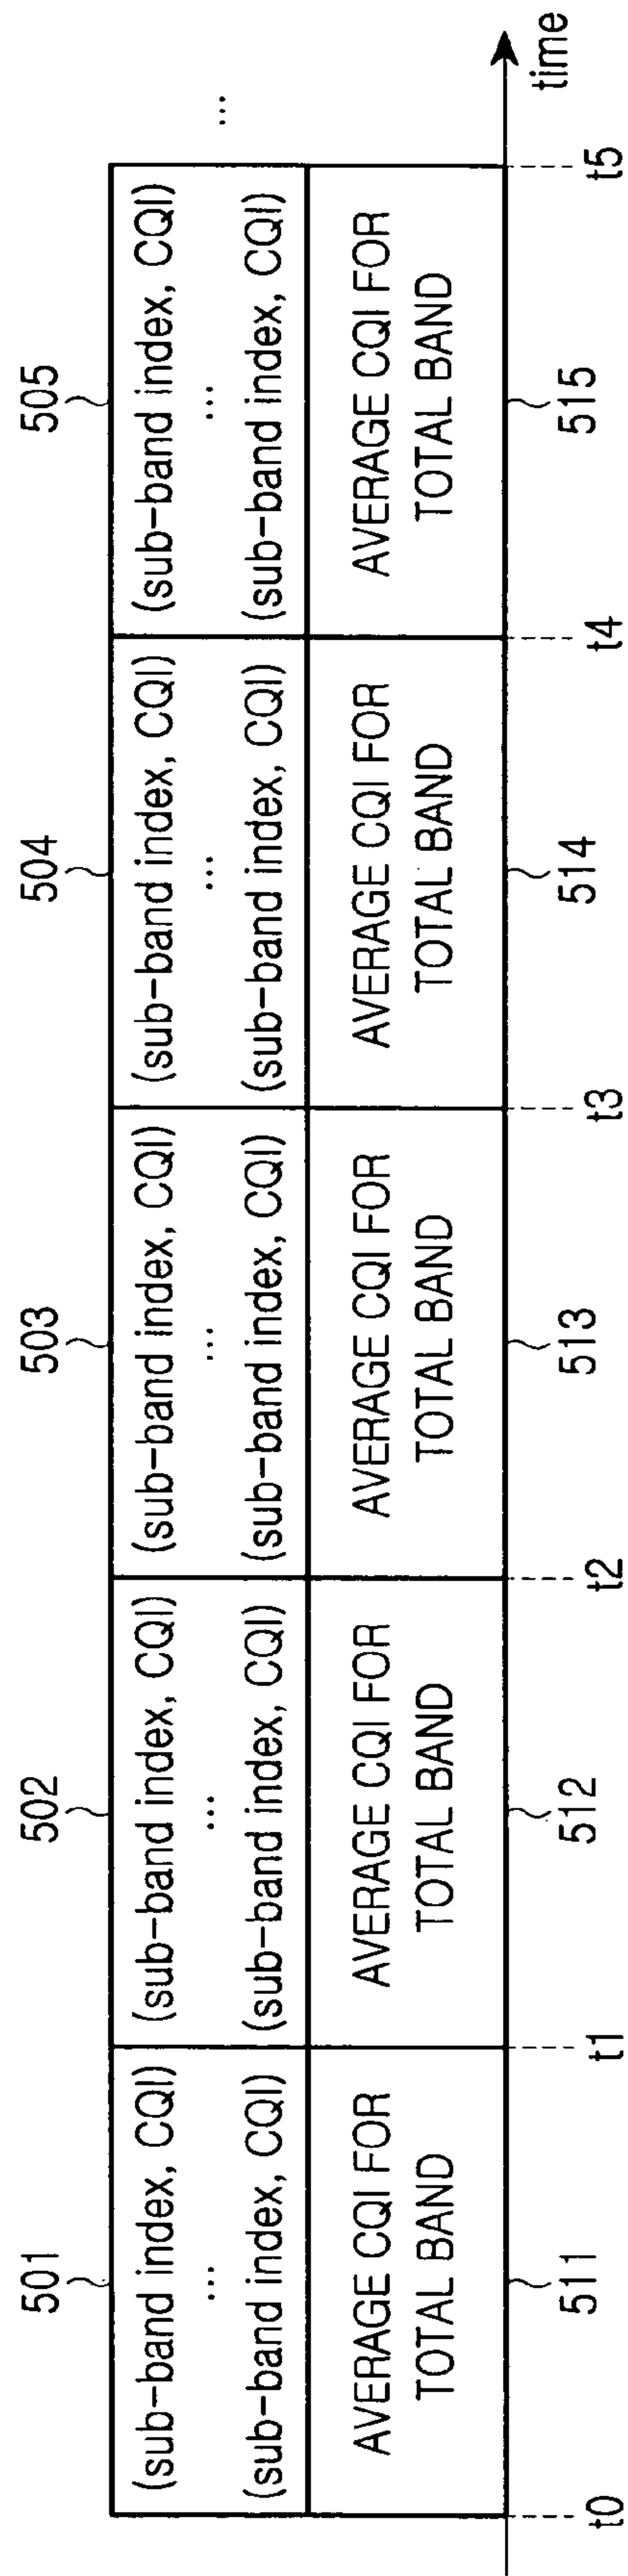 501 502 503 504 505
(sub-band index, CQI) (sub-band index, CQI) (sub-band index, CQI) (sub-band index, CQI) (sub-band index, CQI)
... ... ... ... ... ...
(sub-band index, CQI) (sub-band index, CQI) (sub-band index, CQI) (sub-band index, CQI) (sub-band index, CQI)
AVERAGE CQI FOR AVERAGE CQI FOR AVERAGE CQI FOR AVERAGE CQI FOR AVERAGE CQI FOR
TOTAL BAND TOTAL BAND TOTAL BAND TOTAL BAND TOTAL BAND
time
t0 511 t1 512 t2 513 t3 514 t4 515 t5